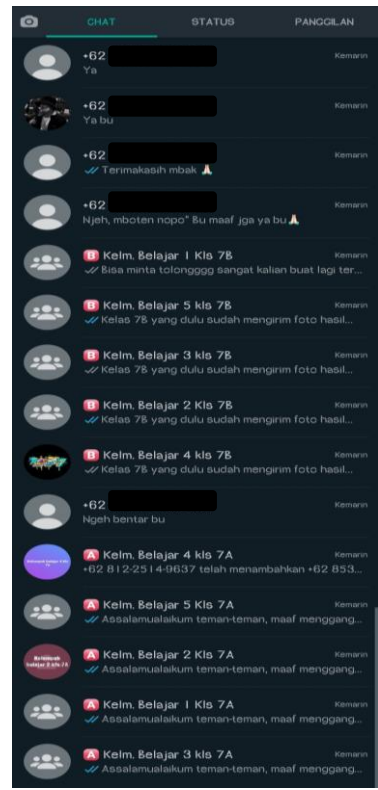 CHAT STATUS PANGGILAN
+62 Kemarin
Ya
+62 Kemarin
Ya bu
+62 Kemarin
Terimakasih mbak 🙏🏻
+62 Kemarin
Njeh, mboten nopo" Bu maaf jga ya bu🙏🏻
🅱 Kelm. Belajar 1 Kls 7B Kemarin
Bisa minta tolongggg sangat kalian buat lagi ter...
🅱 Kelm. Belajar 5 kls 7B Kemarin
Kelas 7B yang dulu sudah mengirim foto hasil...
🅱 Kelm. Belajar 3 kls 7B Kemarin
Kelas 7B yang dulu sudah mengirim foto hasil...
🅱 Kelm. Belajar 2 Kls 7B Kemarin
Kelas 7B yang dulu sudah mengirim foto hasil...
🅱 Kelm. Belajar 4 kls 7B Kemarin
Kelas 7B yang dulu sudah mengirim foto hasil...
+62 Kemarin
Ngeh bentar bu
🅰 Kelm. Belajar 4 kls 7A Kemarin
+62 812-2514-9637 telah menambahkan +62 853...
🅰 Kelm. Belajar 5 Kls 7A Kemarin
Assalamualaikum teman-teman, maaf menggang...
🅰 Kelm. Belajar 2 Kls 7A Kemarin
Assalamualaikum teman-teman, maaf menggang...
🅰 Kelm. Belajar 1 Kls 7A Kemarin
Assalamualaikum teman-teman, maaf menggang...
🅰 Kelm. Belajar 3 kls 7A Kemarin
Assalamualaikum teman-teman, maaf menggang...